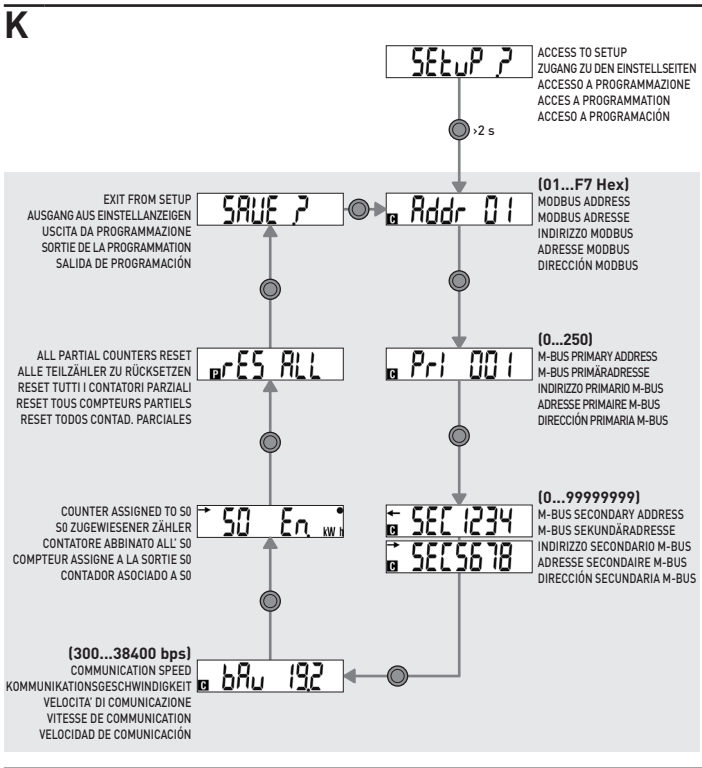 K
SEtuP ?
ACCESS TO SETUP
ZUGANG ZU DEN EINSTELLSEITEN
ACCESSO A PROGRAMMAZIONE
ACCES A PROGRAMMATION
ACCESO A PROGRAMACIÓN
›2 s
EXIT FROM SETUP
AUSGANG AUS EINSTELLANZEIGEN
USCITA DA PROGRAMMAZIONE
SORTIE DE LA PROGRAMMATION
SALIDA DE PROGRAMACIÓN
SAVE ?
C Addr 01
(01...F7 Hex)
MODBUS ADDRESS
MODBUS ADRESSE
INDIRIZZO MODBUS
ADRESSE MODBUS
DIRECCIÓN MODBUS
ALL PARTIAL COUNTERS RESET
ALLE TEILZÄHLER ZU RÜCKSETZEN
RESET TUTTI I CONTATORI PARZIALI
RESET TOUS COMPTEURS PARTIELS
RESET TODOS CONTAD. PARCIALES
P rES ALL
C Pri 001
(0...250)
M-BUS PRIMARY ADDRESS
M-BUS PRIMÄRADRESSE
INDIRIZZO PRIMARIO M-BUS
ADRESSE PRIMAIRE M-BUS
DIRECCIÓN PRIMARIA M-BUS
COUNTER ASSIGNED TO S0
S0 ZUGEWIESENER ZÄHLER
CONTATORE ABBINATO ALL' S0
COMPTEUR ASSIGNE A LA SORTIE S0
CONTADOR ASOCIADO A S0
S0 En. kW h
C SEC 1234
C SEC5678
(0...99999999)
M-BUS SECONDARY ADDRESS
M-BUS SEKUNDÄRADRESSE
INDIRIZZO SECONDARIO M-BUS
ADRESSE SECONDAIRE M-BUS
DIRECCIÓN SECUNDARIA M-BUS
(300...38400 bps)
COMMUNICATION SPEED
KOMMUNIKATIONSGESCHWINDIGKEIT
VELOCITA' DI COMUNICAZIONE
VITESSE DE COMMUNICATION
VELOCIDAD DE COMUNICACIÓN
C bAu 19.2